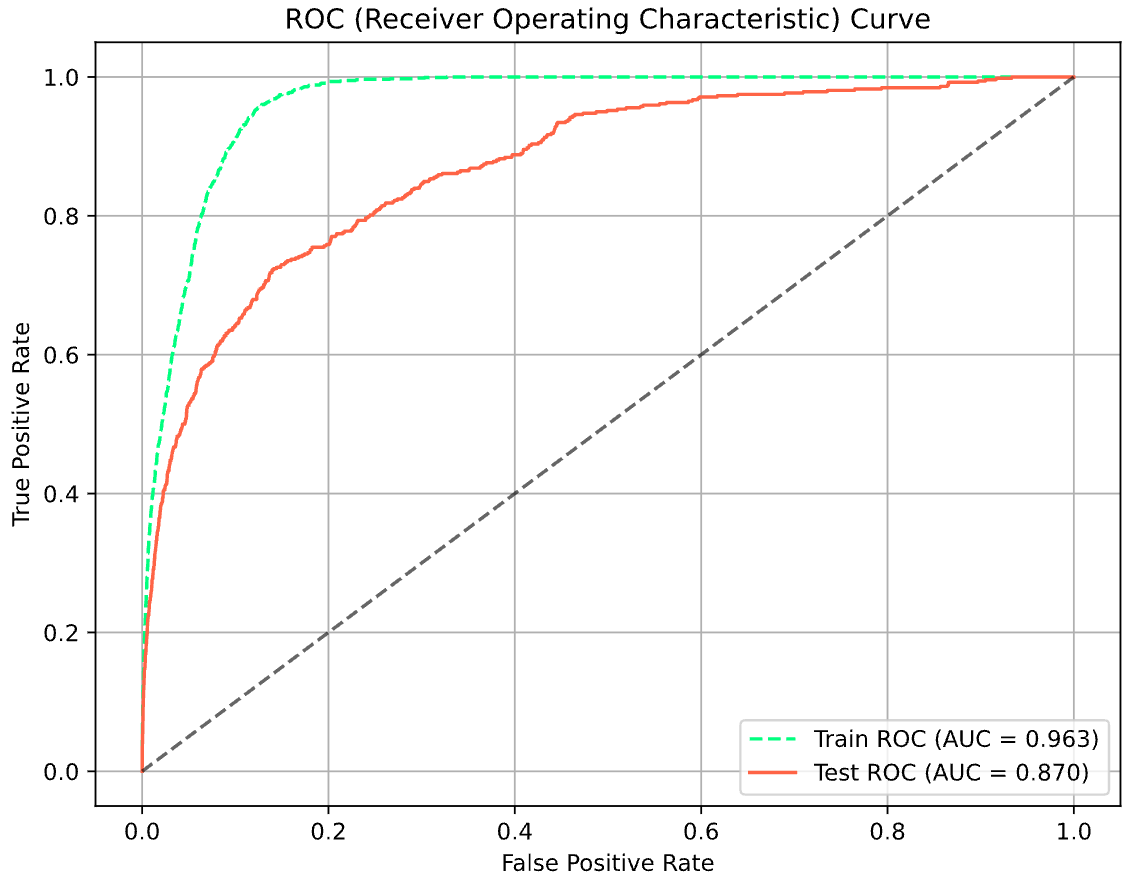 ROC (Receiver Operating Characteristic) Curve
True Positive Rate
1.0
0.8
0.6
0.4
0.2
0.0
Train ROC (AUC = 0.963)
Test ROC (AUC = 0.870)
0.0 0.2 0.4 0.6 0.8 1.0
False Positive Rate